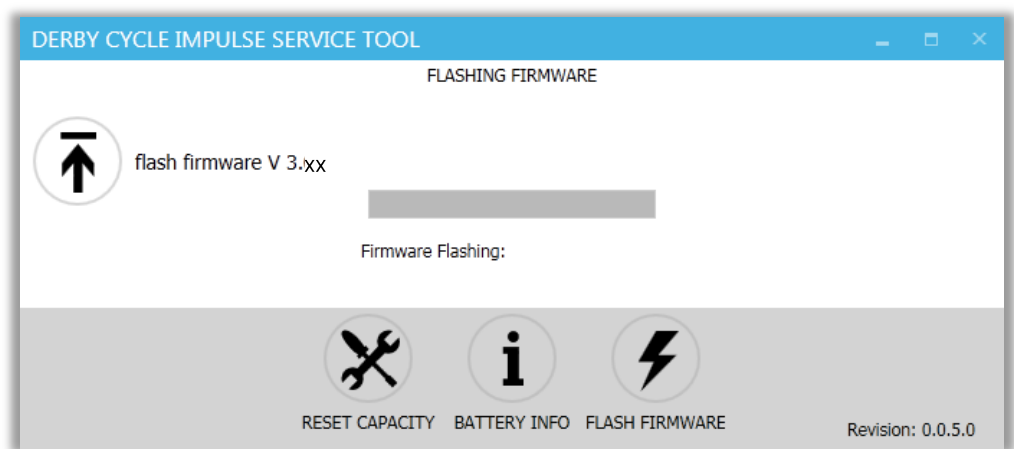 DERBY CYCLE IMPULSE SERVICE TOOL
FLASHING FIRMWARE
flash firmware V 3.xx
Firmware Flashing:
RESET CAPACITY BATTERY INFO FLASH FIRMWARE
Revision: 0.0.5.0